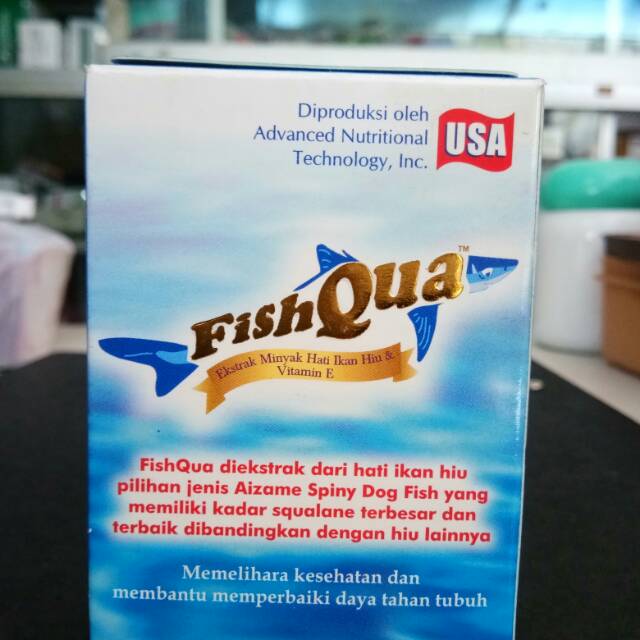 Diproduksi oleh
Advanced Nutritional
Technology, Inc.
USA
FishQua™
Ekstrak Minyak Hati Ikan Hiu &
Vitamin E
FishQua diekstrak dari hati ikan hiu
pilihan jenis Aizame Spiny Dog Fish yang
memiliki kadar squalane terbesar dan
terbaik dibandingkan dengan hiu lainnya
Memelihara kesehatan dan
membantu memperbaiki daya tahan tubuh